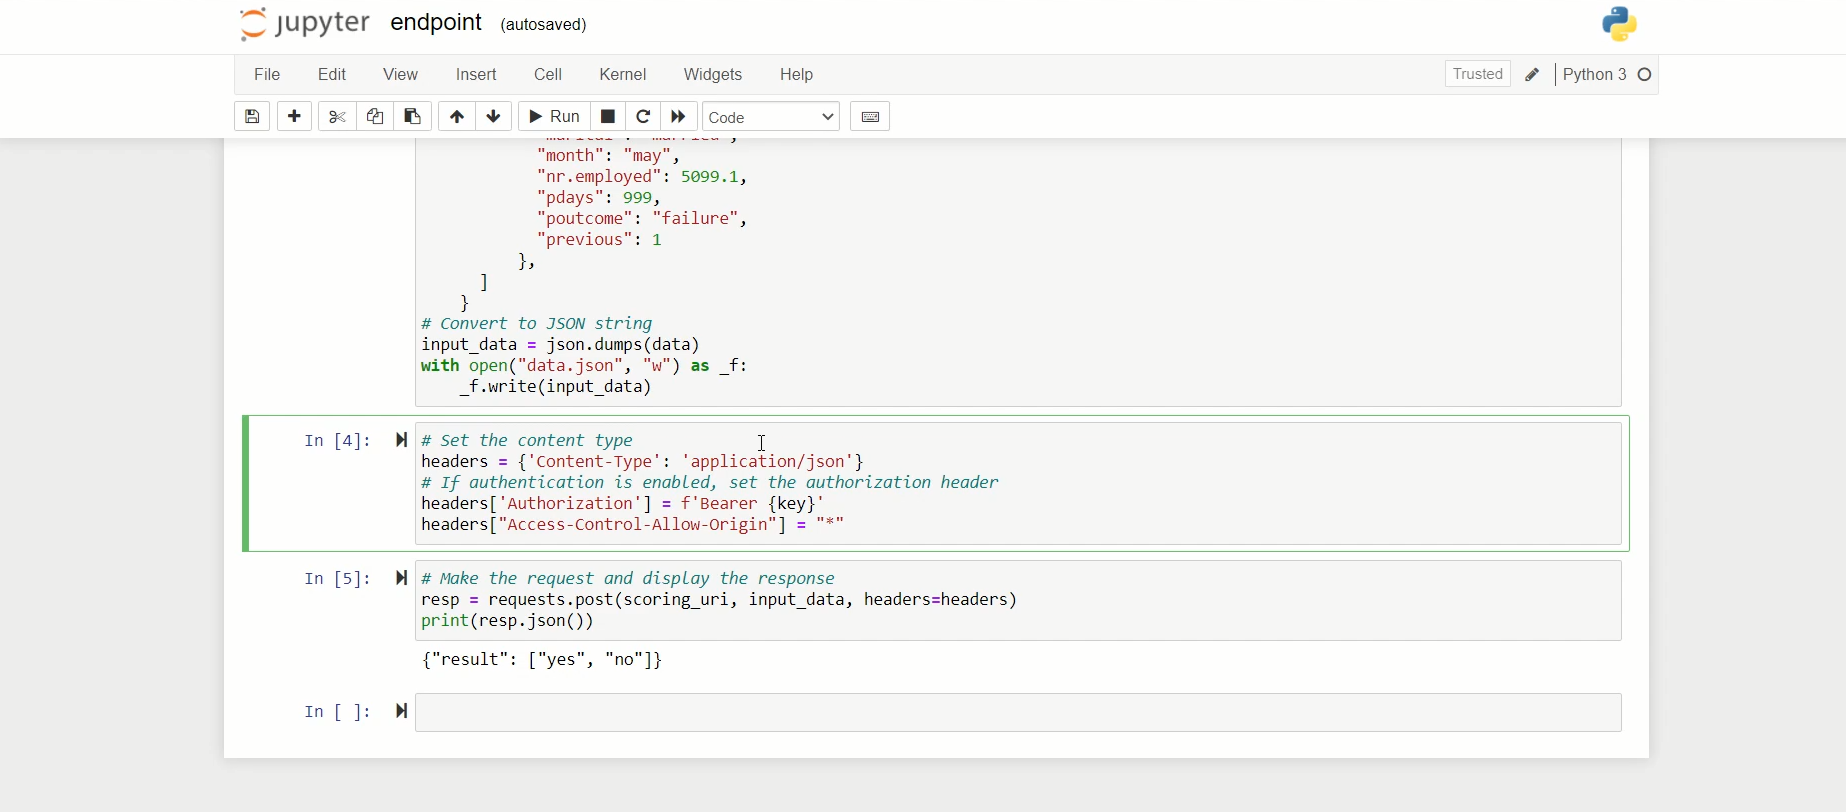 jupyter endpoint (autosaved)
File Edit View Insert Cell Kernel Widgets Help Trusted Python 3
Run Code
"month": "may",
"nr.employed": 5099.1,
"pdays": 999,
"poutcome": "failure",
"previous": 1
},
]
}
# Convert to JSON string
input_data = json.dumps(data)
with open("data.json", "w") as _f:
_f.write(input_data)
In [4]: # Set the content type
headers = {'Content-Type': 'application/json'}
# If authentication is enabled, set the authorization header
headers['Authorization'] = f'Bearer {key}'
headers["Access-Control-Allow-Origin"] = "*"
In [5]: # Make the request and display the response
resp = requests.post(scoring_uri, input_data, headers=headers)
print(resp.json())
{"result": ["yes", "no"]}
In [ ]: